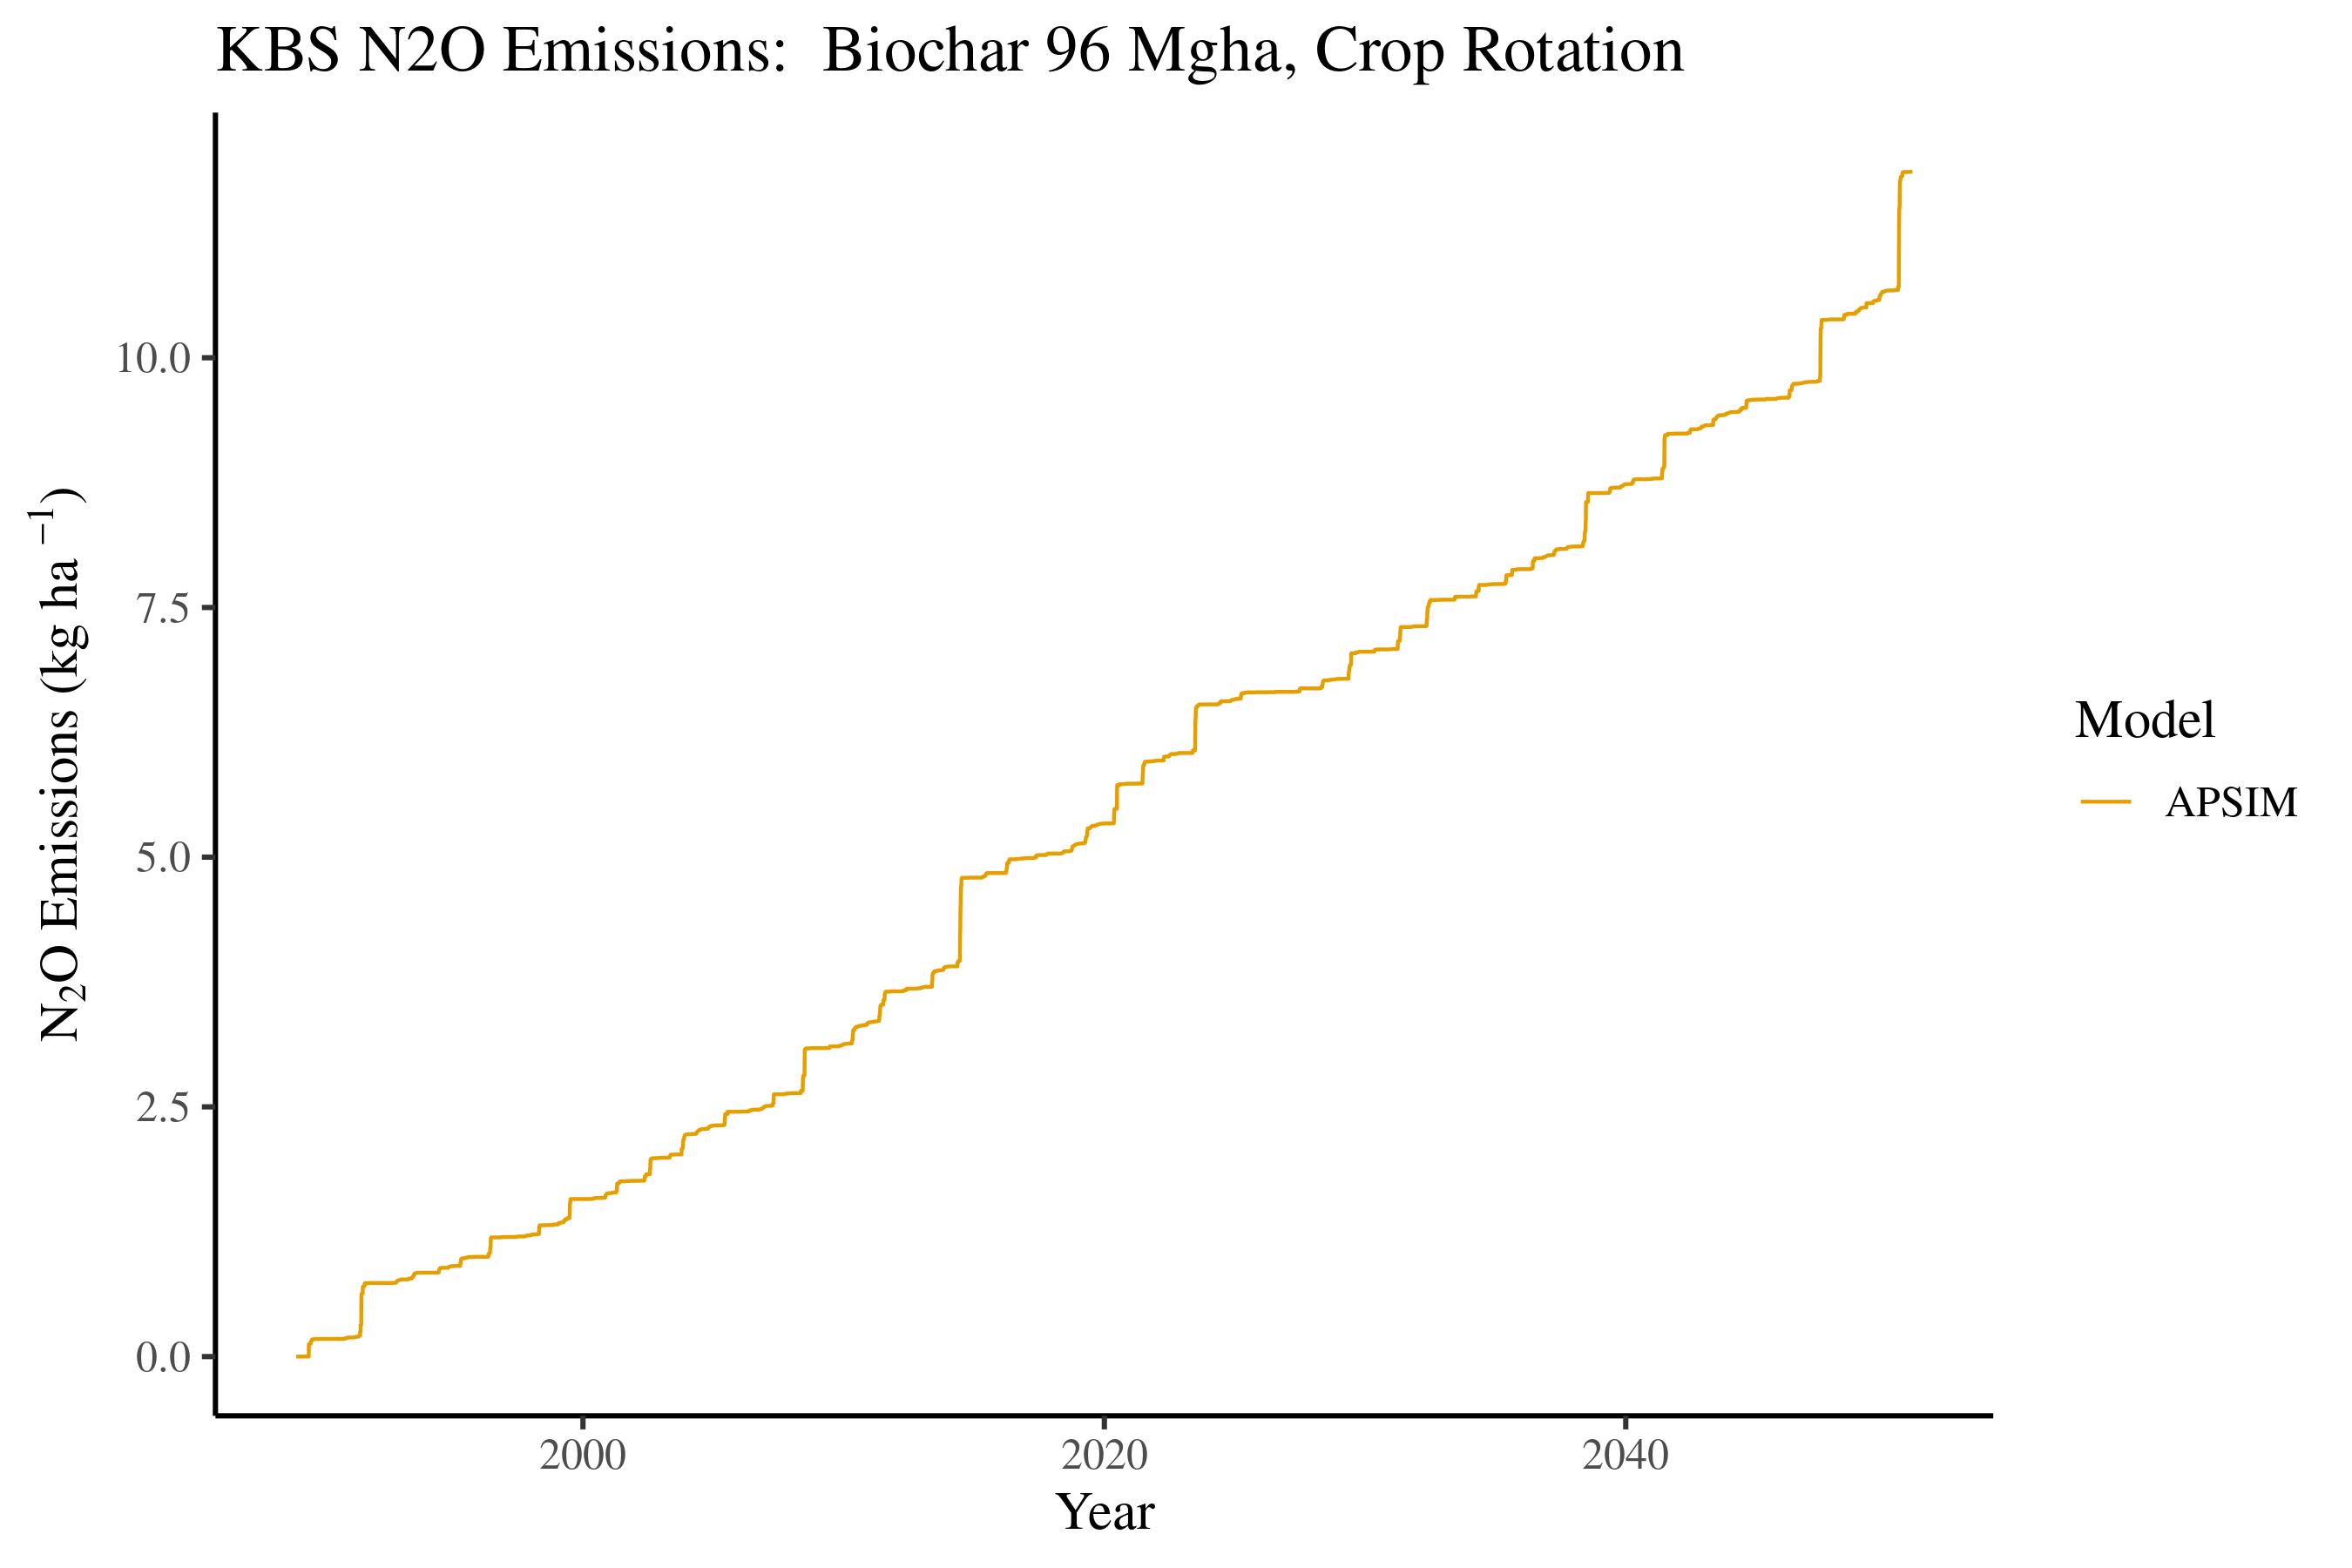 KBS N2O Emissions:  Biochar 96 Mgha, Crop Rotation
N₂O Emissions (kg ha ⁻¹)
10.0
7.5
5.0
2.5
0.0
2000
2020
2040
Year
Model
APSIM